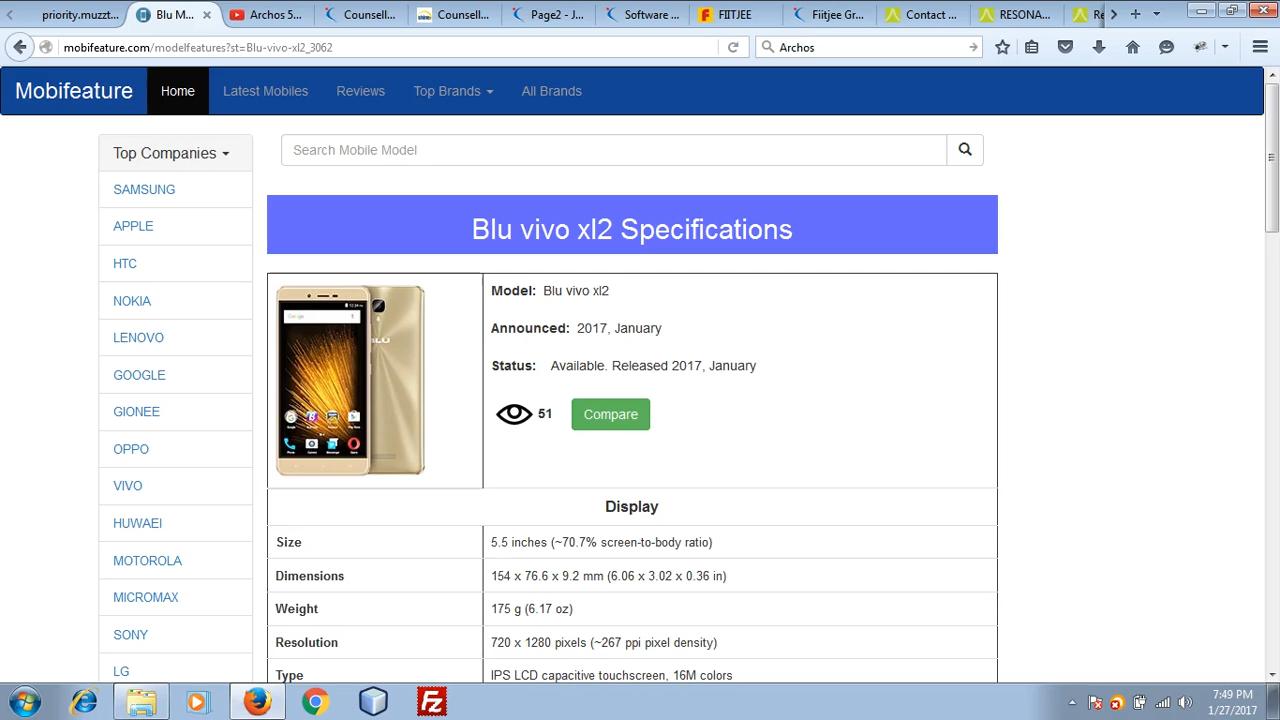 priority.muzzt...
Blu M...
Archos 5...
Counsell...
Counsell...
Page2 - J...
Software ...
FIITJEE
Fiitjee Gr...
Contact ...
RESONA...
mobifeature.com/modelfeatures?st=Blu-vivo-xl2_3062
Archos
Mobifeature
Home
Latest Mobiles
Reviews
Top Brands
All Brands
Top Companies
Search Mobile Model
SAMSUNG
APPLE
HTC
NOKIA
LENOVO
GOOGLE
GIONEE
OPPO
VIVO
HUWAEI
MOTOROLA
MICROMAX
SONY
LG
Blu vivo xl2 Specifications
Model: Blu vivo xl2
Announced: 2017, January
Status: Available. Released 2017, January
51
Compare
Display
Size 5.5 inches (~70.7% screen-to-body ratio)
Dimensions 154 x 76.6 x 9.2 mm (6.06 x 3.02 x 0.36 in)
Weight 175 g (6.17 oz)
Resolution 720 x 1280 pixels (~267 ppi pixel density)
Type IPS LCD capacitive touchscreen, 16M colors
7:49 PM
1/27/2017